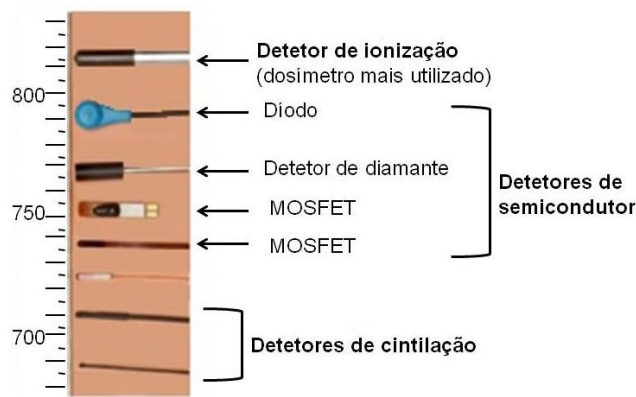 Detetor de ionização
(dosimetro mais utilizado)
800
Díodo
Detetor de diamante
Detetores de
semicondutor
750
MOSFET
MOSFET
700
Detetores de cintilação